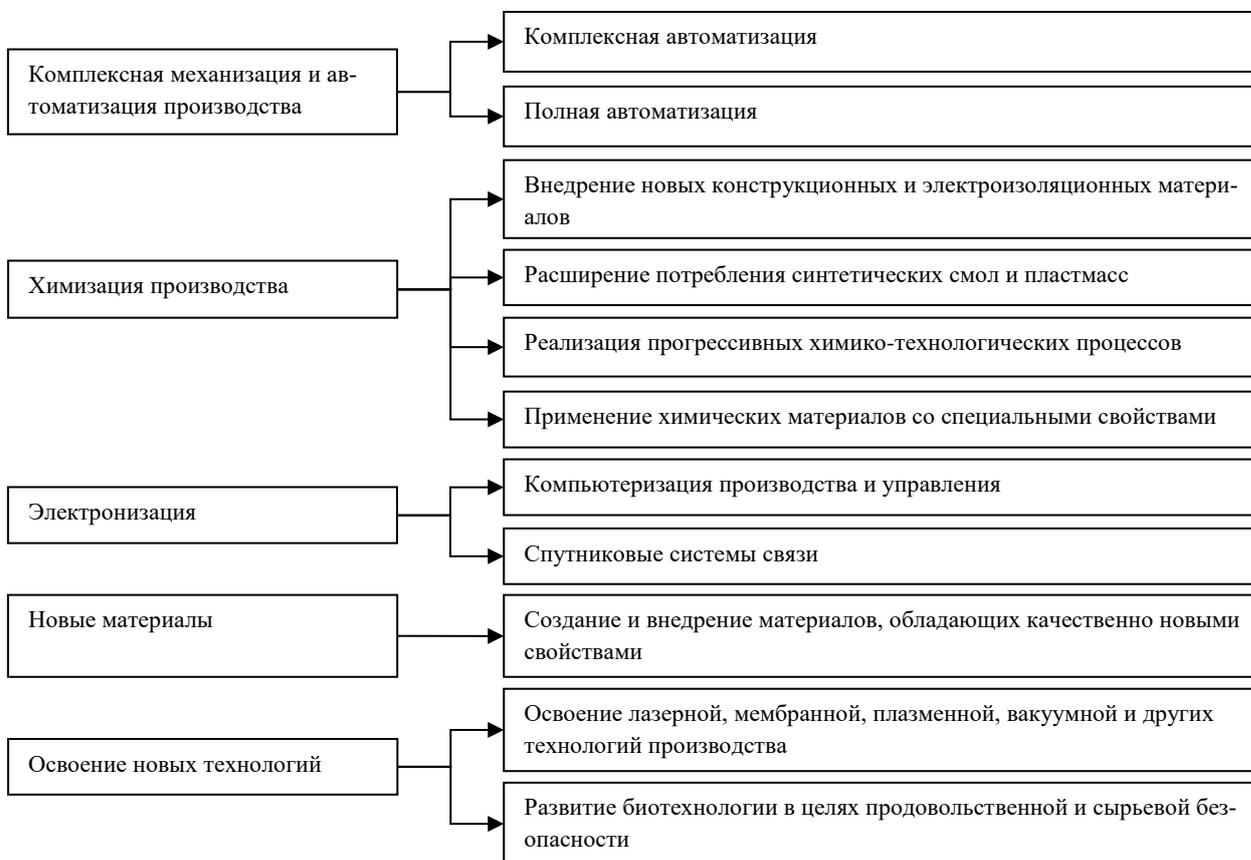 Комплексная механизация и ав-
томатизация производства
Комплексная автоматизация
Полная автоматизация
Химизация производства
Внедрение новых конструкционных и электроизоляционных матери-
алов
Расширение потребления синтетических смол и пластмасс
Реализация прогрессивных химико-технологических процессов
Применение химических материалов со специальными свойствами
Электронизация
Компьютеризация производства и управления
Спутниковые системы связи
Новые материалы
Создание и внедрение материалов, обладающих качественно новыми
свойствами
Освоение новых технологий
Освоение лазерной, мембранной, плазменной, вакуумной и других
технологий производства
Развитие биотехнологии в целях продовольственной и сырьевой без-
опасности